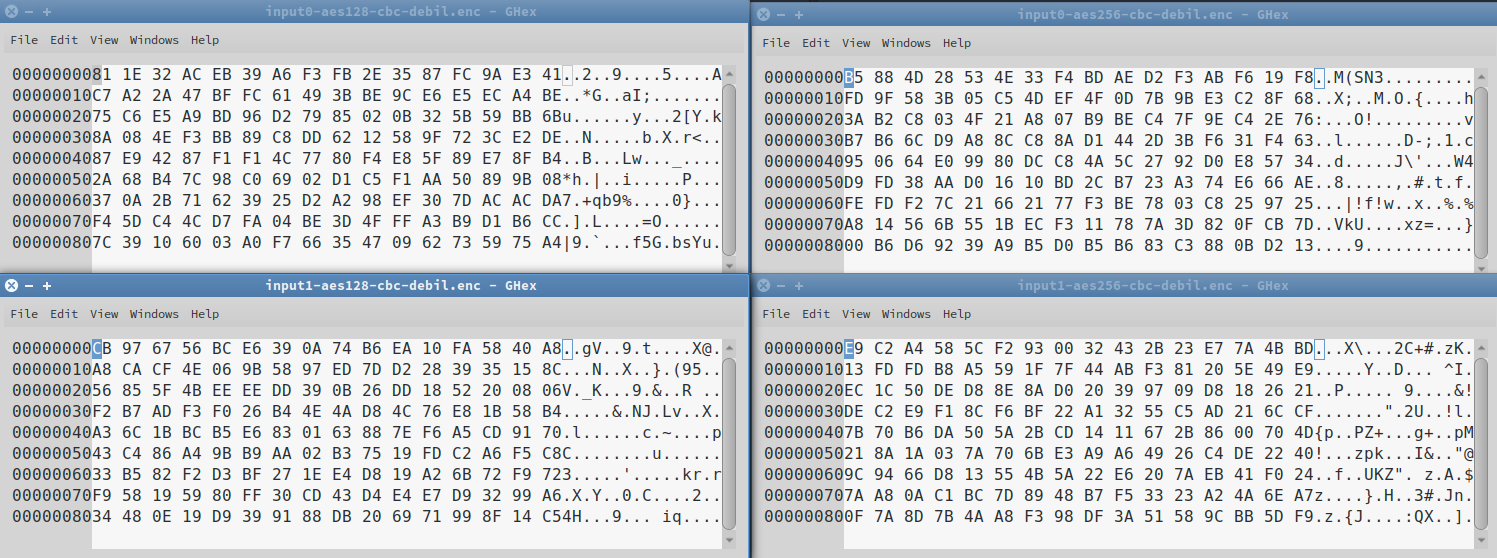 input0-aes128-cbc-debil.enc - GHex
File Edit View Windows Help
00000000 81 1E 32 AC EB 39 A6 F3 FB 2E 35 87 FC 9A E3 41 ..2..9....5....A
00000010 C7 A2 2A 47 BF FC 61 49 3B BE 9C E6 E5 EC A4 BE ..*G..aI;.......
00000020 75 C6 E5 A9 BD 96 D2 79 85 02 0B 32 5B 59 BB 6B u......y...2[Y.k
00000030 8A 08 4E F3 BB 89 C8 DD 62 12 58 9F 72 3C E2 DE ..N.....b.X.r<..
00000040 87 E9 42 87 F1 F1 4C 77 80 F4 E8 5F 89 E7 8F B4 ..B...Lw..._....
00000050 2A 68 B4 7C 98 C0 69 02 D1 C5 F1 AA 50 89 9B 08 *h.|..i.....P...
00000060 37 0A 2B 71 62 39 25 D2 A2 98 EF 30 7D AC AC DA 7.+qb9%....0}...
00000070 F4 5D C4 4C D7 FA 04 BE 3D 4F FF A3 B9 D1 B6 CC .].L....=O......
00000080 7C 39 10 60 03 A0 F7 66 35 47 09 62 73 59 75 A4 |9.`...f5G.bsYu.
input0-aes256-cbc-debil.enc - GHex
File Edit View Windows Help
00000000 B5 88 4D 28 53 4E 33 F4 BD AE D2 F3 AB F6 19 F8 ..M(SN3.........
00000010 FD 9F 58 3B 05 C5 4D EF 4F 0D 7B 9B E3 C2 8F 68 ..X;..M.O.{....h
00000020 3A B2 C8 03 4F 21 A8 07 B9 BE C4 7F 9E C4 2E 76 :...O!.........v
00000030 B7 B6 6C D9 A8 8C C8 8A D1 44 2D 3B F6 31 F4 63 ..l......D-;.1.c
00000040 95 06 64 E0 99 80 DC C8 4A 5C 27 92 D0 E8 57 34 ..d.....J\'...W4
00000050 D9 FD 38 AA D0 16 10 BD 2C B7 23 A3 74 E6 66 AE ..8.....,.#.t.f.
00000060 FE FD F2 7C 21 66 21 77 F3 BE 78 03 C8 25 97 25 ...|!f!w..x..%.%
00000070 A8 14 56 6B 55 1B EC F3 11 78 7A 3D 82 0F CB 7D ..VkU....xz=...}
00000080 00 B6 D6 92 39 A9 B5 D0 B5 B6 83 C3 88 0B D2 13 ....9...........
input1-aes128-cbc-debil.enc - GHex
File Edit View Windows Help
00000000 CB 97 67 56 BC E6 39 0A 74 B6 EA 10 FA 58 40 A8 ..gV..9.t....X@.
00000010 A8 CA CF 4E 06 9B 58 97 ED 7D D2 28 39 35 15 8C ...N..X..}.(95..
00000020 56 85 5F 4B EE EE DD 39 0B 26 DD 18 52 20 08 06 V._K...9.&..R ..
00000030 F2 B7 AD F3 F0 26 B4 4E 4A D8 4C 76 E8 1B 58 B4 .....&.NJ.Lv..X.
00000040 A3 6C 1B BC B5 E6 83 01 63 88 7E F6 A5 CD 91 70 .l......c.~....p
00000050 43 C4 86 A4 9B B9 AA 02 B3 75 19 FD C2 A6 F5 C8 C........u......
00000060 33 B5 82 F2 D3 BF 27 1E E4 D8 19 A2 6B 72 F9 72 3.....'.....kr.r
00000070 F9 58 19 59 80 FF 30 CD 43 D4 E4 E7 D9 32 99 A6 .X.Y..0.C....2..
00000080 34 48 0E 19 D9 39 91 88 DB 20 69 71 99 8F 14 C5 4H...9... iq....
input1-aes256-cbc-debil.enc - GHex
File Edit View Windows Help
00000000 E9 C2 A4 58 5C F2 93 00 32 43 2B 23 E7 7A 4B BD ...X\...2C+#.zK.
00000010 13 FD FD B8 A5 59 1F 7F 44 AB F3 81 20 5E 49 E9 .....Y..D... ^I.
00000020 EC 1C 50 DE D8 8E 8A D0 20 39 97 09 D8 18 26 21 ..P..... 9....&!
00000030 DE C2 E9 F1 8C F6 BF 22 A1 32 55 C5 AD 21 6C CF .......".2U..!l.
00000040 7B 70 B6 DA 50 5A 2B CD 14 11 67 2B 86 00 70 4D {p..PZ+...g+..pM
00000050 21 8A 1A 03 7A 70 6B E3 A9 A6 49 26 C4 DE 22 40 !...zpk...I&.."@
00000060 9C 94 66 D8 13 55 4B 5A 22 E6 20 7A EB 41 F0 24 ..f..UKZ". z.A.$
00000070 7A A8 0A C1 BC 7D 89 48 B7 F5 33 23 A2 4A 6E A7 z....}.H..3#.Jn.
00000080 0F 7A 8D 7B 4A A8 F3 98 DF 3A 51 58 9C BB 5D F9 .z.{J....:QX..].